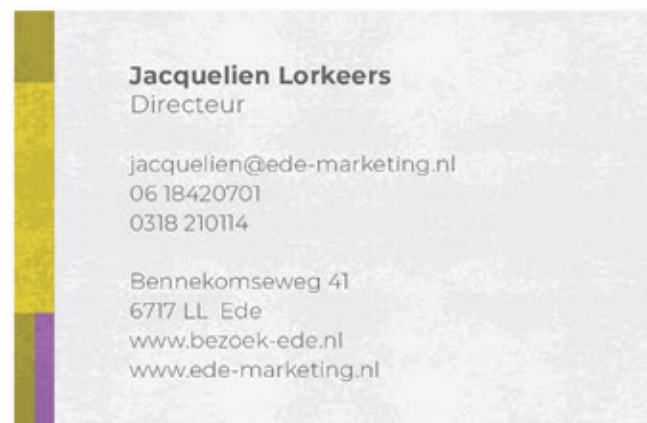 Jacquelien Lorkeers
Directeur
jacquelien@ede-marketing.nl
06 18420701
0318 210114
Bennekomseweg 41
6717 LL Ede
www.bezoek-ede.nl
www.ede-marketing.nl